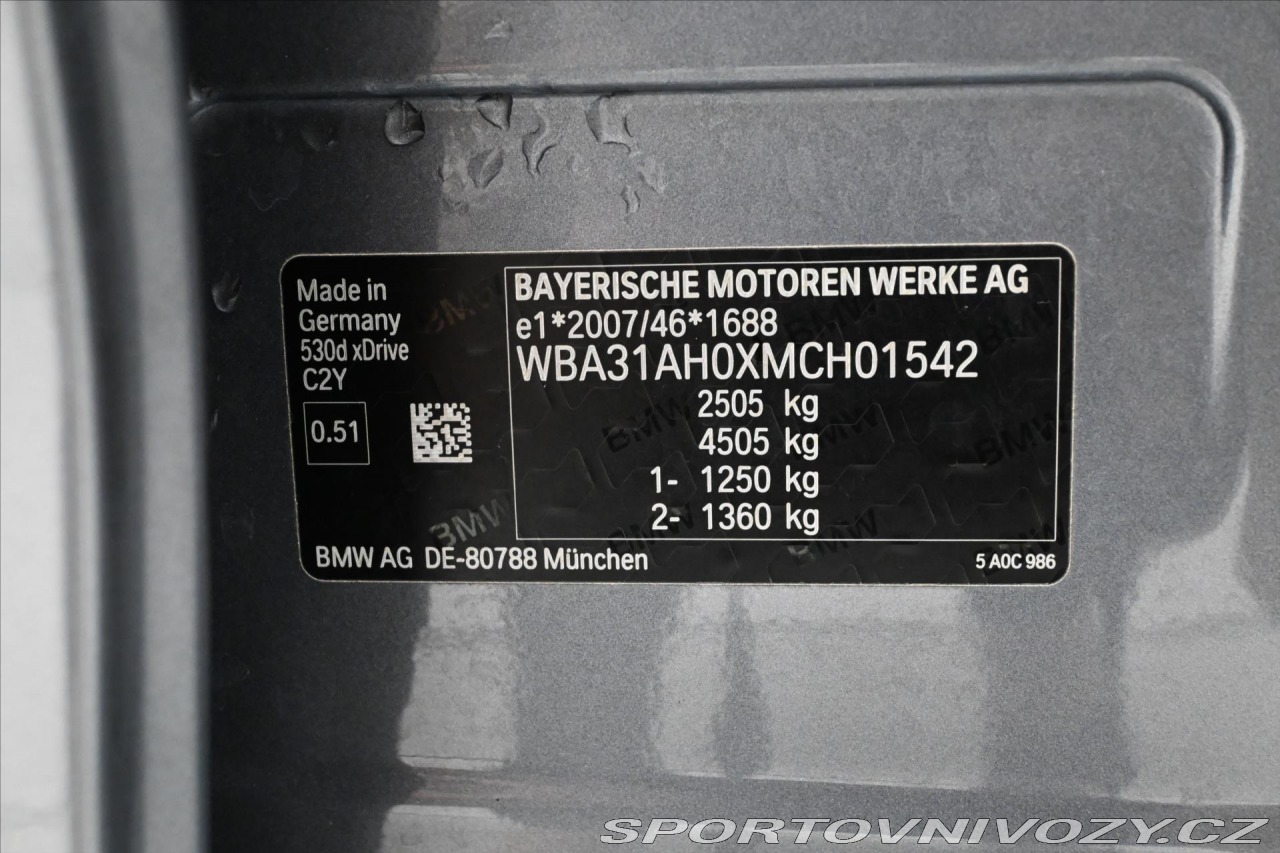 Made in
Germany
530d xDrive
C2Y
0.51
BAYERISCHE MOTOREN WERKE AG
e1*2007/46*1688
WBA31AH0XMCH01542
2505 kg
4505 kg
1- 1250 kg
2- 1360 kg
BMW AG DE-80788 München
5 A0C 986
SPORTOVNIVOZY.CZ